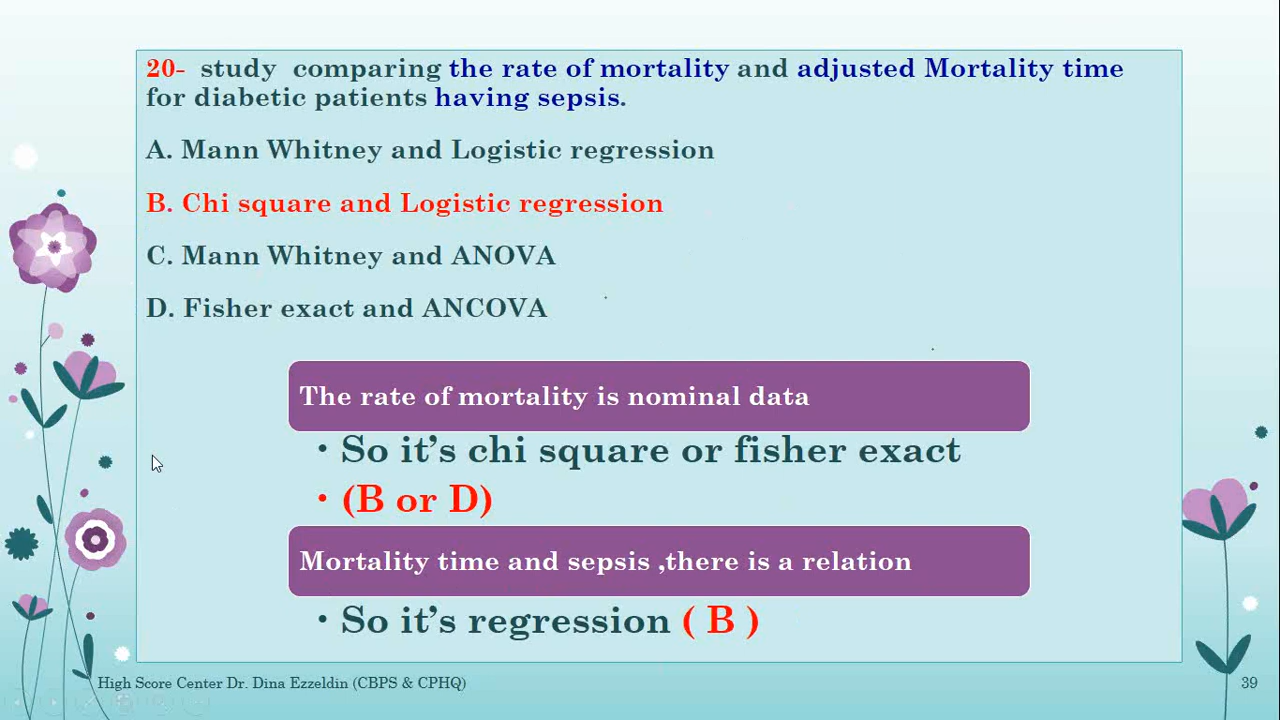 20- study comparing the rate of mortality and adjusted Mortality time
for diabetic patients having sepsis.
A. Mann Whitney and Logistic regression
B. Chi square and Logistic regression
C. Mann Whitney and ANOVA
D. Fisher exact and ANCOVA
The rate of mortality is nominal data
• So it's chi square or fisher exact
• (B or D)
Mortality time and sepsis ,there is a relation
• So it's regression ( B )
High Score Center Dr. Dina Ezzeldin (CBPS & CPHQ)
39